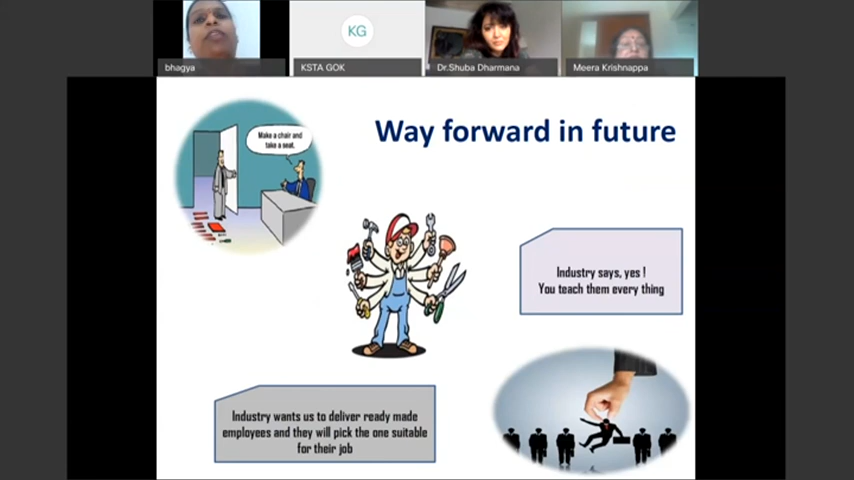 KG
bhagya
KSTA GOK
Dr.Shuba Dharmana
Meera Krishnappa
Way forward in future
Make a chair and
take a seat.
Industry says, yes !
You teach them every thing
Industry wants us to deliver ready made
employees and they will pick the one suitable
for their job